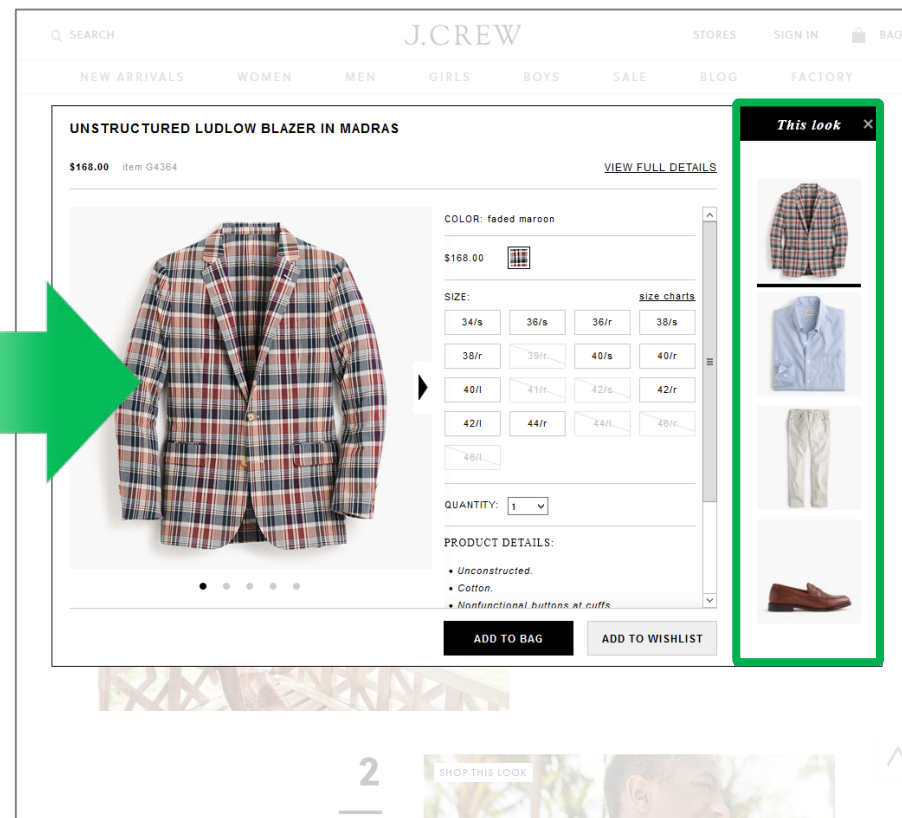 SEARCH J.CREW STORES SIGN IN BAG
NEW ARRIVALS WOMEN MEN GIRLS BOYS SALE BLOG FACTORY
UNSTRUCTURED LUDLOW BLAZER IN MADRAS
$168.00 item G4364 VIEW FULL DETAILS
COLOR: faded maroon
$168.00
SIZE: size charts
34/s 36/s 36/r 38/s
38/r 39/r 40/s 40/r
40/l 41/r 42/s 42/r
42/l 44/r 44/l 46/r
46/l
QUANTITY: 1
PRODUCT DETAILS:
• Unconstructed.
• Cotton.
• Nonfunctional buttons at cuffs
ADD TO BAG ADD TO WISHLIST
This look ×
2
SHOP THIS LOOK